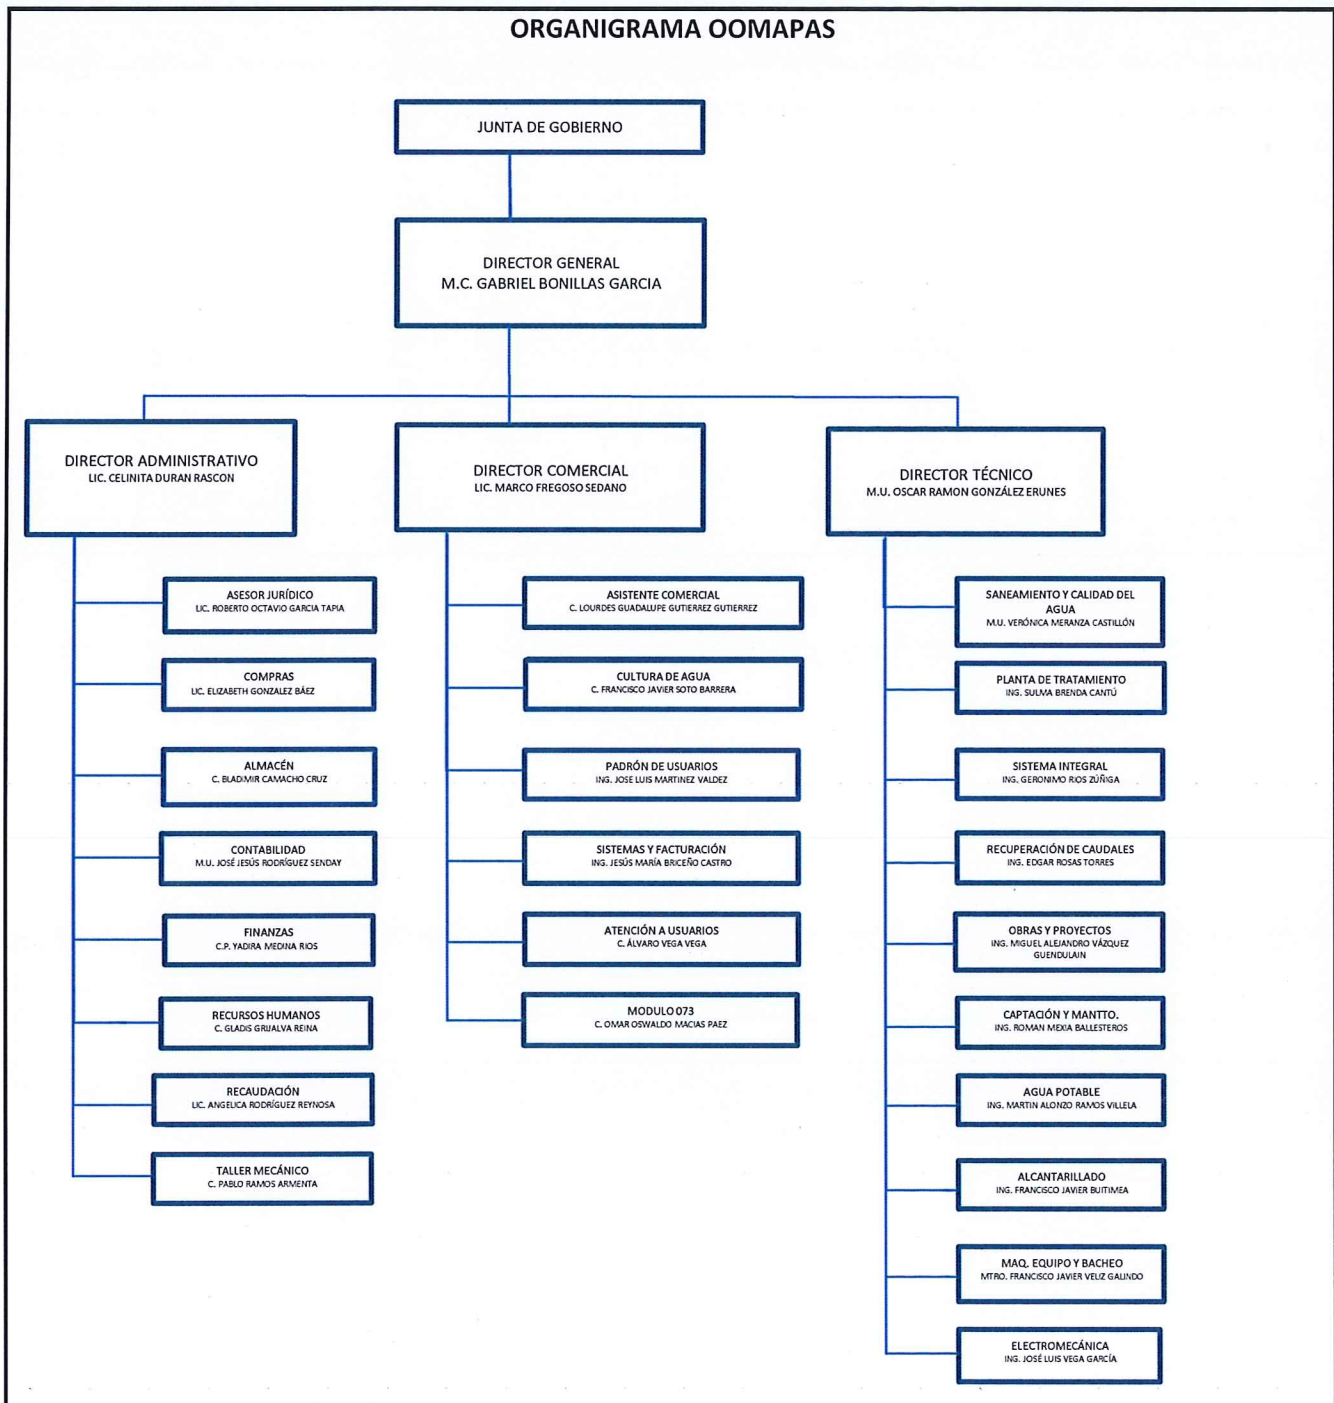 ORGANIGRAMA OOMAPAS
JUNTA DE GOBIERNO
DIRECTOR GENERAL
M.C. GABRIEL BONILLAS GARCIA
DIRECTOR ADMINISTRATIVO
LIC. CELINITA DURAN RASCON
DIRECTOR COMERCIAL
LIC. MARCO FREGOSO SEDANO
DIRECTOR TÉCNICO
M.U. OSCAR RAMON GONZÁLEZ ERUNES
ASESOR JURÍDICO
LIC. ROBERTO OCTAVIO GARCIA TAPIA
COMPRAS
LIC. ELIZABETH GONZALEZ BÁEZ
ALMACÉN
C. BLADIMIR CAMACHO CRUZ
CONTABILIDAD
M.U. JOSÉ JESÚS RODRÍGUEZ SENDAY
FINANZAS
C.P. YADIRA MEDINA RIOS
RECURSOS HUMANOS
C. GLADIS GRIJALVA REINA
RECAUDACIÓN
LIC. ANGELICA RODRÍGUEZ REYNOSA
TALLER MECÁNICO
C. PABLO RAMOS ARMENTA
ASISTENTE COMERCIAL
C. LOURDES GUADALUPE GUTIERREZ GUTIERREZ
CULTURA DE AGUA
C. FRANCISCO JAVIER SOTO BARRERA
PADRÓN DE USUARIOS
ING. JOSE LUIS MARTINEZ VALDEZ
SISTEMAS Y FACTURACIÓN
ING. JESÚS MARÍA BRICEÑO CASTRO
ATENCIÓN A USUARIOS
C. ÁLVARO VEGA VEGA
MODULO 073
C. OMAR OSWALDO MACIAS PAEZ
SANEAMIENTO Y CALIDAD DEL
AGUA
M.U. VERÓNICA MERANZA CASTILLÓN
PLANTA DE TRATAMIENTO
ING. SULMA BRENDA CANTÚ
SISTEMA INTEGRAL
ING. GERONIMO RIOS ZÚÑIGA
RECUPERACIÓN DE CAUDALES
ING. EDGAR ROSAS TORRES
OBRAS Y PROYECTOS
ING. MIGUEL ALEJANDRO VÁZQUEZ
GUENDULAIN
CAPTACIÓN Y MANTTO.
ING. ROMAN MEXIA BALLESTEROS
AGUA POTABLE
ING. MARTIN ALONZO RAMOS VILLELA
ALCANTARILLADO
ING. FRANCISCO JAVIER BUITIMEA
MAQ. EQUIPO Y BACHEO
MTRO. FRANCISCO JAVIER VELIZ GALINDO
ELECTROMECÁNICA
ING. JOSÉ LUIS VEGA GARCÍA